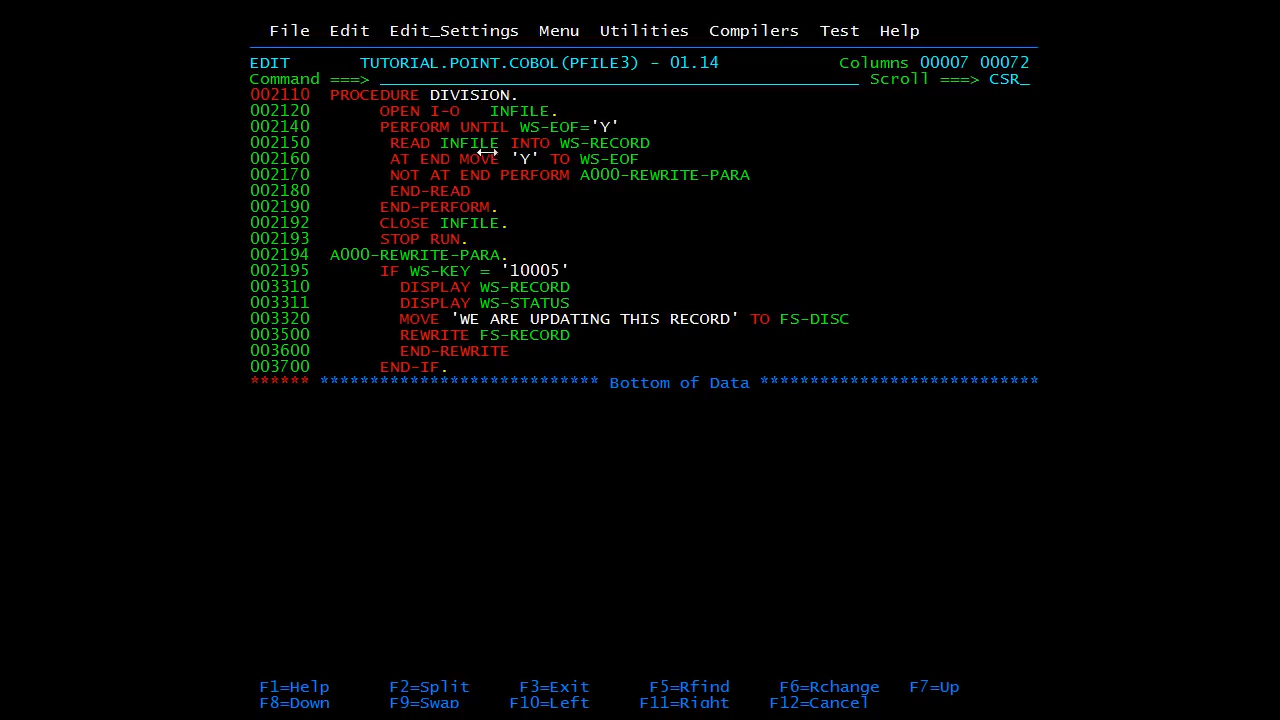 File  Edit  Edit_Settings  Menu  Utilities  Compilers  Test  Help
EDIT       TUTORIAL.POINT.COBOL(PFILE3) - 01.14            Columns 00007 00072
Command ===>                                                  Scroll ===> CSR_
002110  PROCEDURE DIVISION.
002120       OPEN I-O   INFILE.
002140       PERFORM UNTIL WS-EOF='Y'
002150        READ INFILE INTO WS-RECORD
002160        AT END MOVE 'Y' TO WS-EOF
002170        NOT AT END PERFORM A000-REWRITE-PARA
002180        END-READ
002190       END-PERFORM.
002192       CLOSE INFILE.
002193       STOP RUN.
002194  A000-REWRITE-PARA.
002195       IF WS-KEY = '10005'
003310         DISPLAY WS-RECORD
003311         DISPLAY WS-STATUS
003320         MOVE 'WE ARE UPDATING THIS RECORD' TO FS-DISC
003500         REWRITE FS-RECORD
003600         END-REWRITE
003700       END-IF.
****** **************************** Bottom of Data ****************************
F1=Help      F2=Split     F3=Exit      F5=Rfind     F6=Rchange   F7=Up
F8=Down      F9=Swap     F10=Left     F11=Right    F12=Cancel